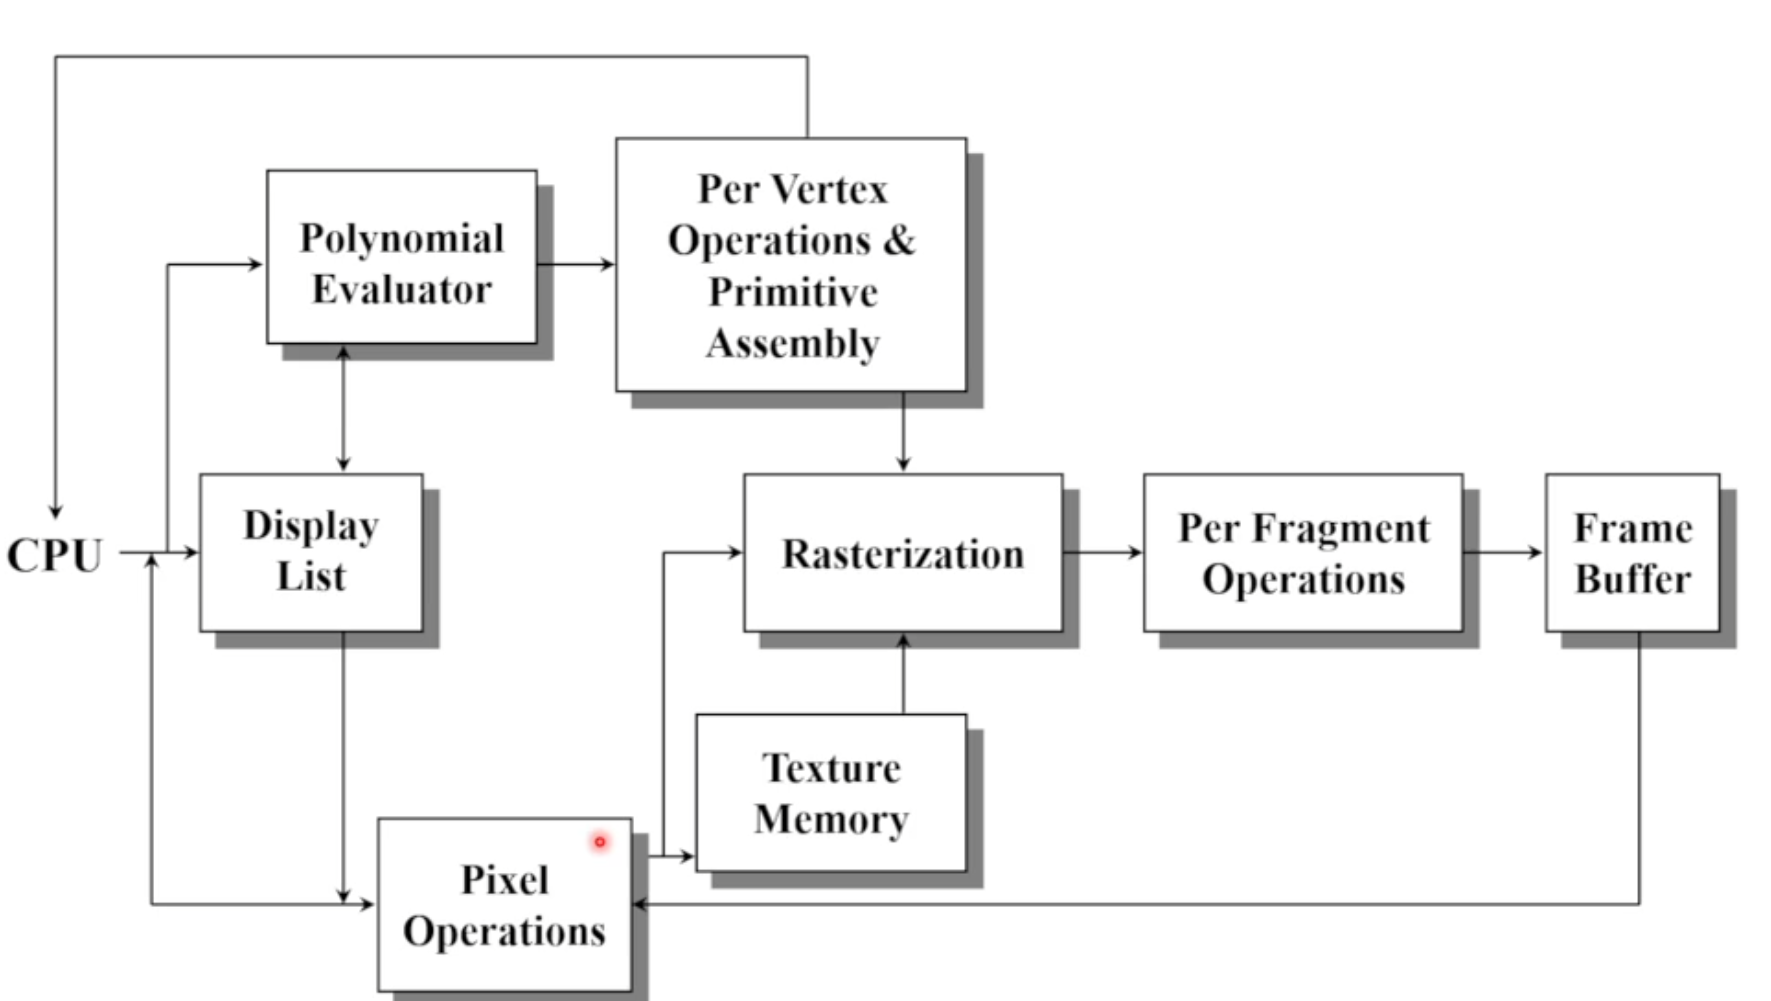 Polynomial
Evaluator
Per Vertex
Operations &
Primitive
Assembly
CPU
Display
List
Rasterization
Per Fragment
Operations
Frame
Buffer
Texture
Memory
Pixel
Operations